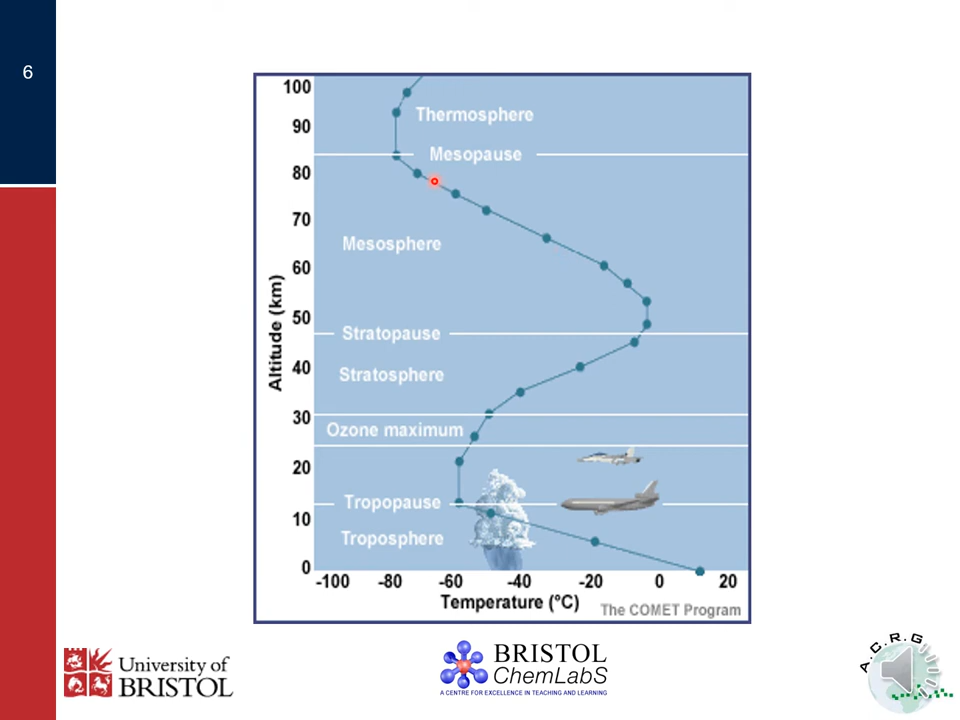 6
100
Thermosphere
90
Mesopause
80
70
Mesosphere
60
50
Stratopause
40
Stratosphere
30
Ozone maximum
20
Tropopause
10
Troposphere
0
Altitude (km)
-100 -80 -60 -40 -20 0 20
Temperature (°C)
The COMET Program
University of
BRISTOL
BRISTOL
ChemLabS
A CENTRE FOR EXCELLENCE IN TEACHING AND LEARNING
A.C.R.G